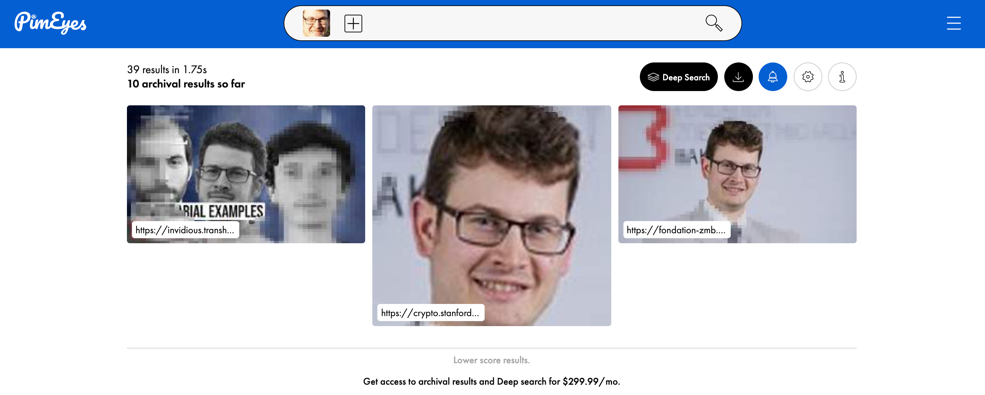 PimEyes
39 results in 1.75s
10 archival results so far
Deep Search
ARIAL EXAMPLES
https://invidious.transh...
https://crypto.stanford...
https://fondation-zmb....
Lower score results.
Get access to archival results and Deep search for $299.99/mo.